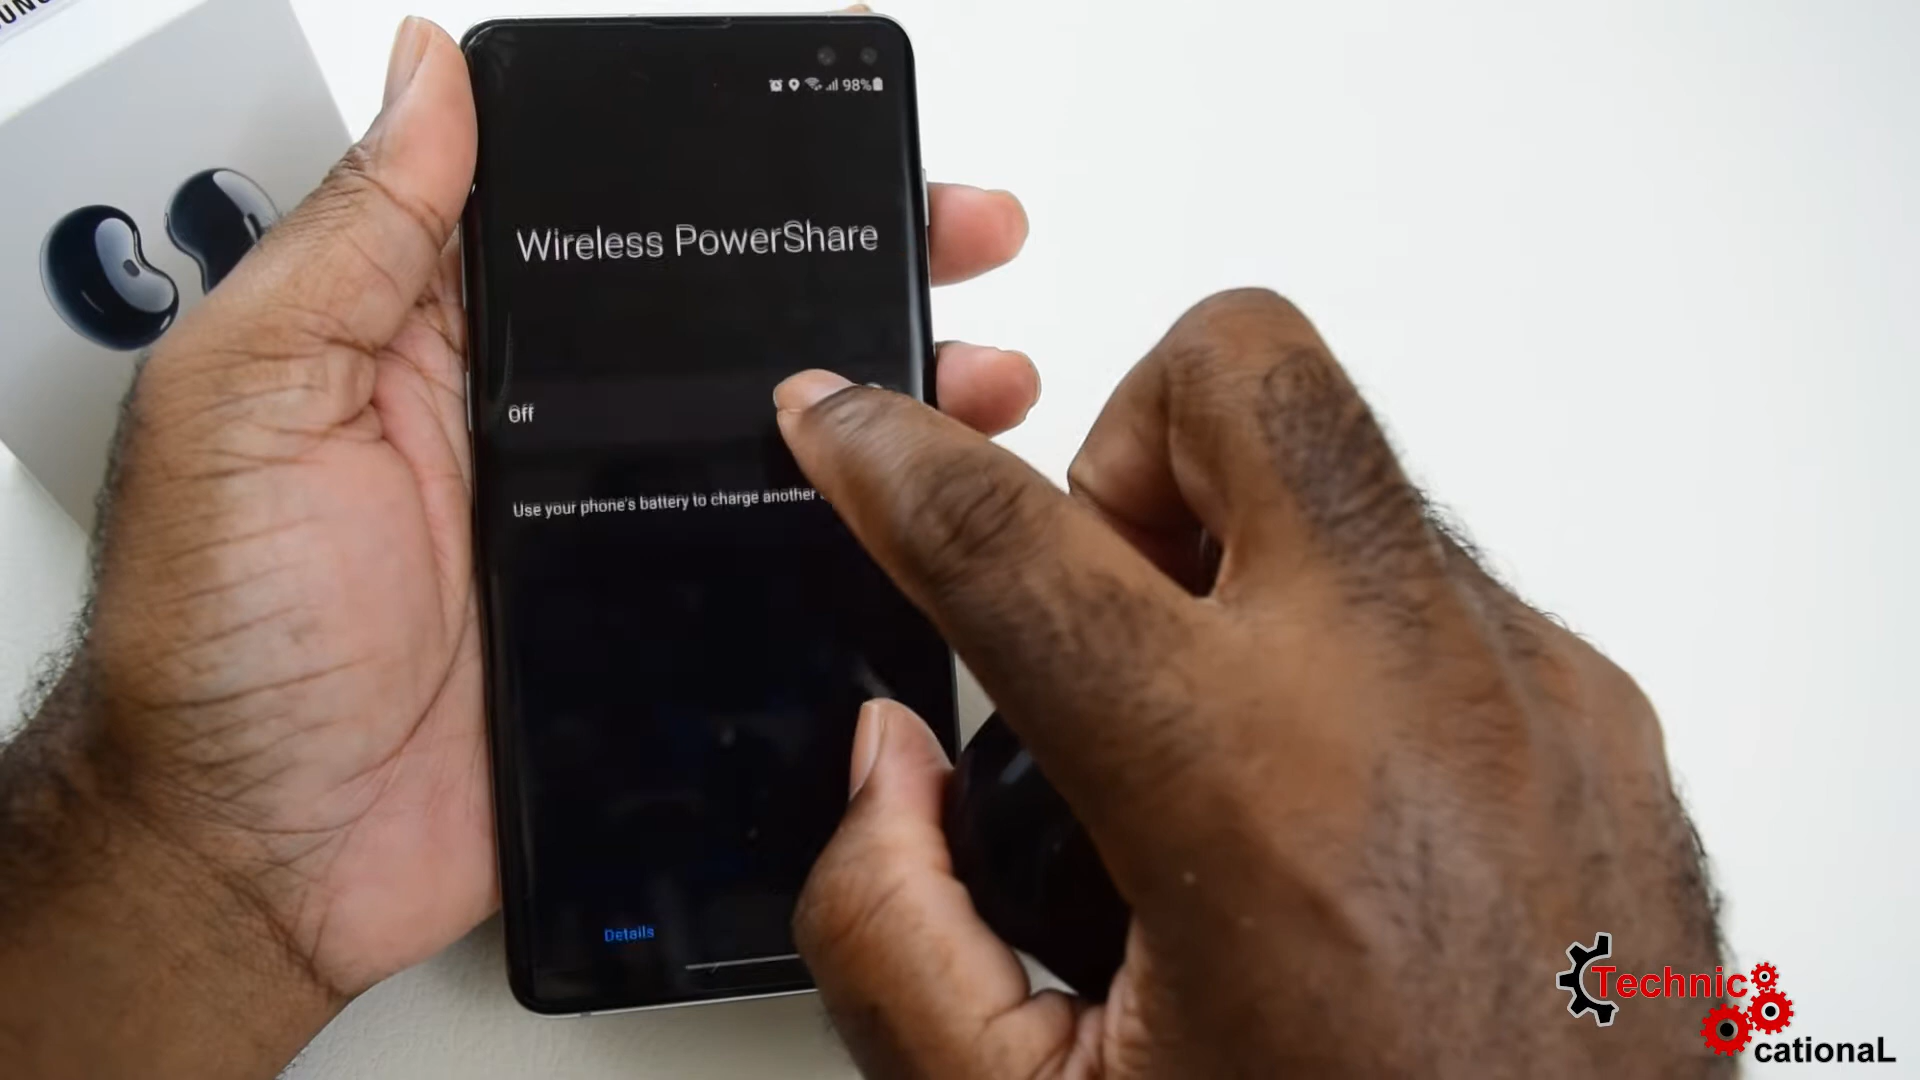 98%
Wireless PowerShare
Off
Use your phone's battery to charge another
Details
Technic
cationaL